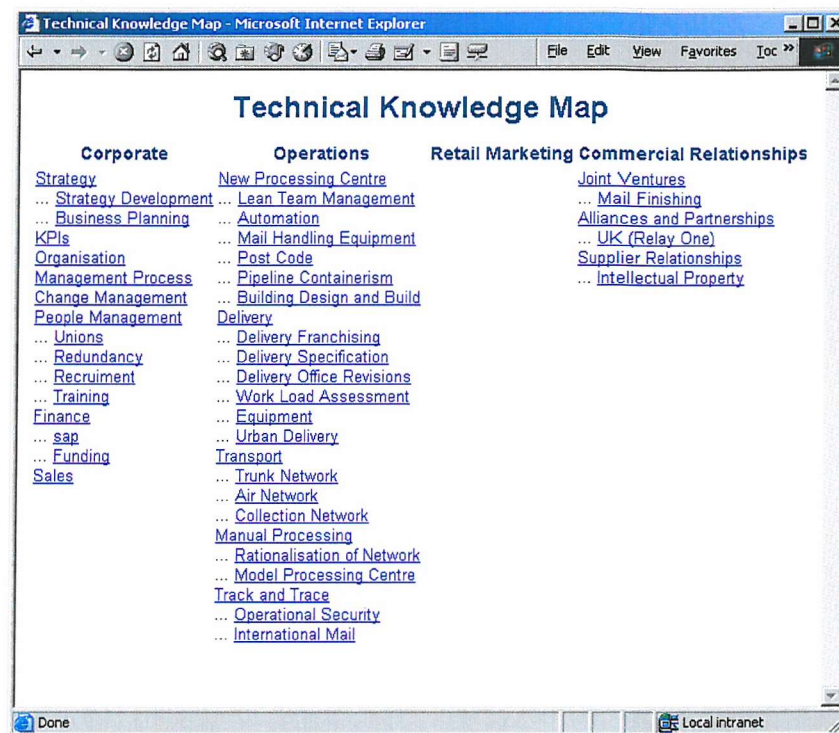 Technical Knowledge Map - Microsoft Internet Explorer
File Edit View Favorites Toc »
Technical Knowledge Map
Corporate
Strategy
... Strategy Development
... Business Planning
KPIs
Organisation
Management Process
Change Management
People Management
... Unions
... Redundancy
... Recruiment
... Training
Finance
... sap
... Funding
Sales
Operations
New Processing Centre
... Lean Team Management
... Automation
... Mail Handling Equipment
... Post Code
... Pipeline Containerism
... Building Design and Build
Delivery
... Delivery Franchising
... Delivery Specification
... Delivery Office Revisions
... Work Load Assessment
... Equipment
... Urban Delivery
Transport
... Trunk Network
... Air Network
... Collection Network
Manual Processing
... Rationalisation of Network
... Model Processing Centre
Track and Trace
... Operational Security
... International Mail
Retail Marketing
Commercial Relationships
Joint Ventures
... Mail Finishing
Alliances and Partnerships
... UK (Relay One)
Supplier Relationships
... Intellectual Property
Done
Local intranet